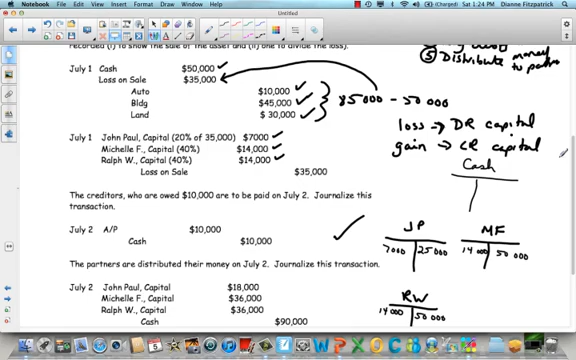 Notebook File Edit View Insert Format Draw Window Help (Charged) Sat 1:24 PM Dianne Fitzpatrick
Untitled
Recorded (i) to show the sale of the asset and (ii) one to divide the loss).
⑤ Distribute money
to
July 1 Cash $50,000 ✓
Loss on Sale $35,000
Auto $10,000 ✓
Bldg $45,000 ✓
Land $ 30,000 ✓
85000 - 50 000
loss → DR capital
gain → CR capital
Cash
July 1 John Paul, Capital (20% of 35,000) $7000 ✓
Michelle F., Capital (40%) $14,000 ✓
Ralph W., Capital (40%) $14,000 ✓
Loss on Sale $35,000
The creditors, who are owed $10,000 are to be paid on July 2. Journalize this
transaction.
July 2 A/P $10,000
Cash $10,000 ✓
JP MF
7000 25 000 14 000 50 000
The partners are distributed their money on July 2. Journalize this transaction.
July 2 John Paul, Capital $18,000
Michelle F., Capital $36,000
Ralph W., Capital $36,000
Cash $90,000
RW
14 000 50 000